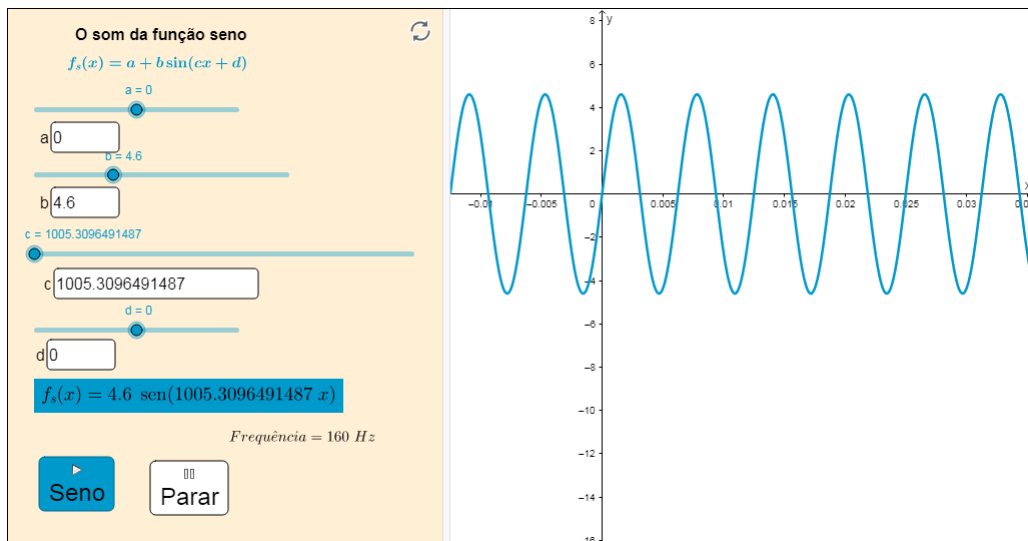 O som da função seno
fₛ(x) = a + b sin(cx + d)
a = 0
a 0
b = 4.6
b 4.6
c = 1005.3096491487
c 1005.3096491487
d = 0
d 0
fₛ(x) = 4.6 sen(1005.3096491487 x)
Frequência = 160 Hz
Seno
Parar
y
8
6
4
2
−0.01 −0.005 0 0.005 0.01 0.015 0.02 0.025 0.03 x
−2
−4
−6
−8
−10
−12
−14